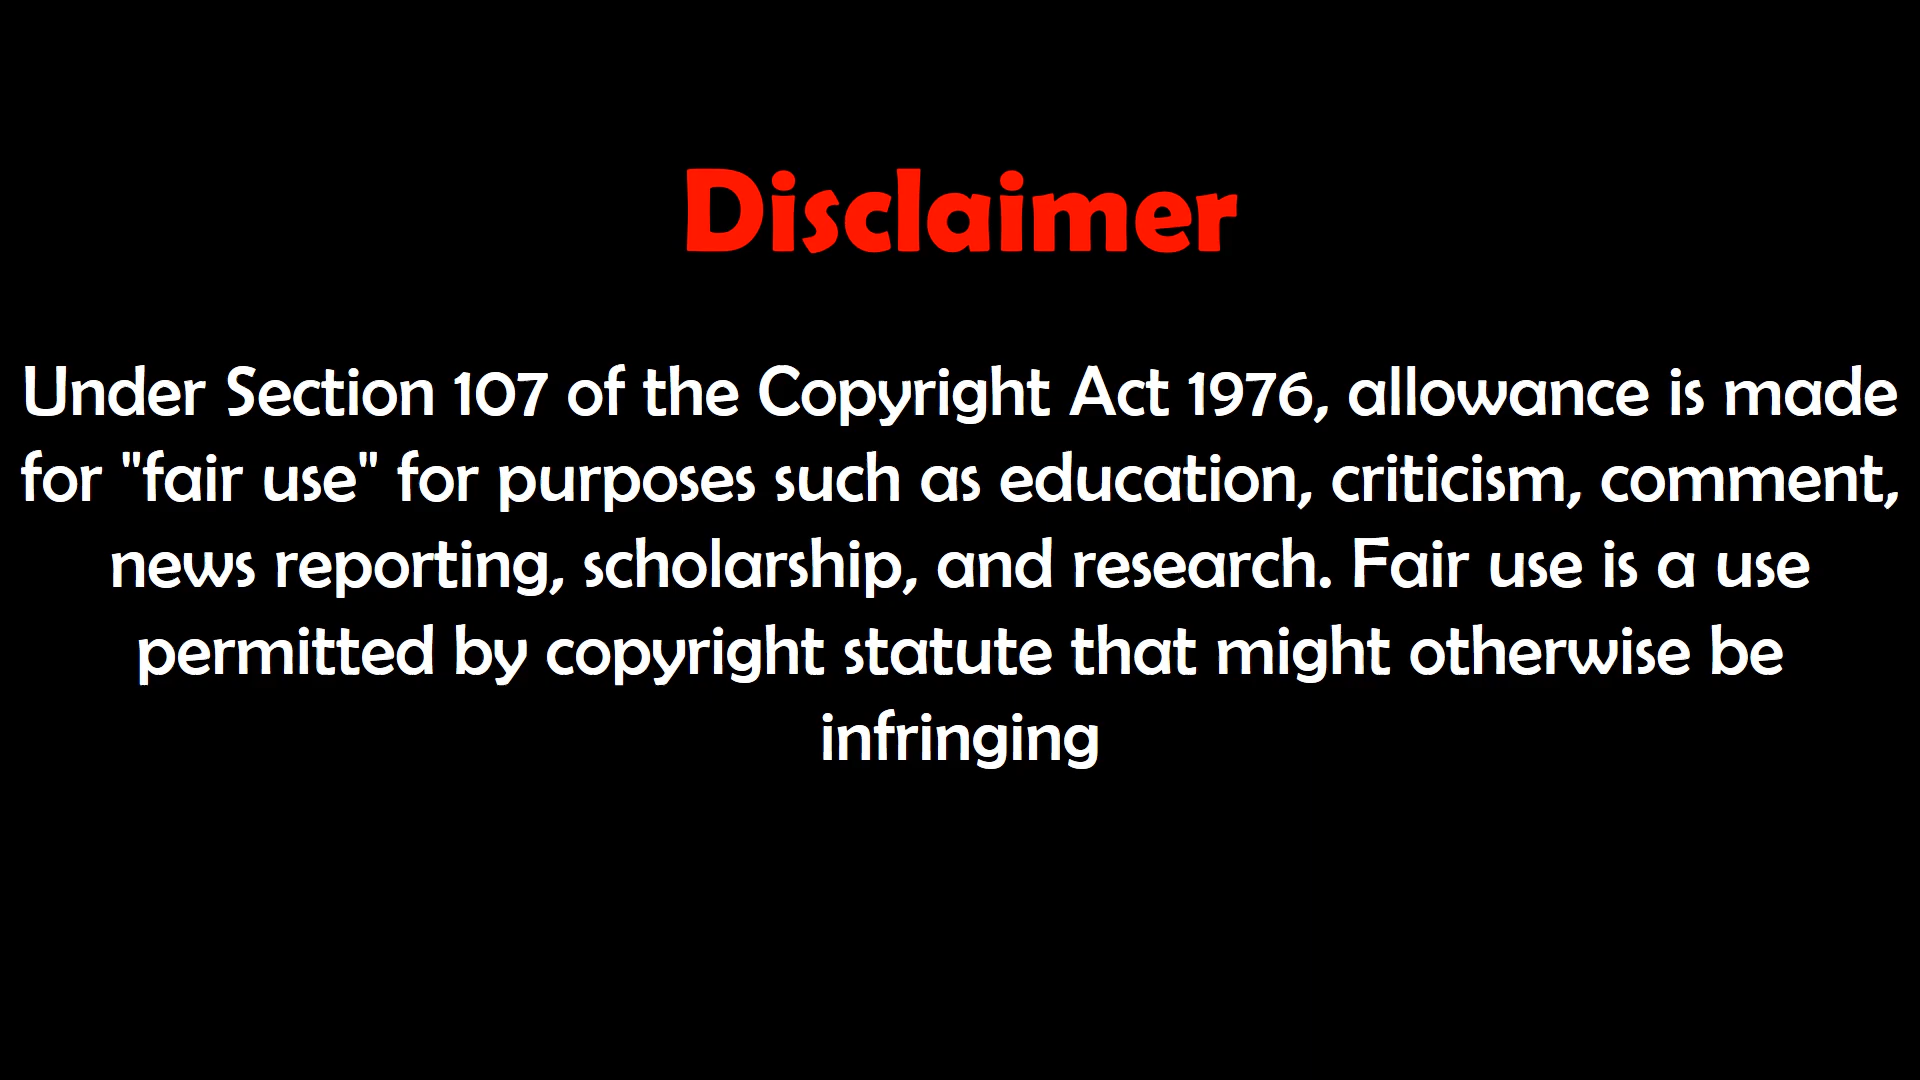 Disclaimer
Under Section 107 of the Copyright Act 1976, allowance is made
for "fair use" for purposes such as education, criticism, comment,
news reporting, scholarship, and research. Fair use is a use
permitted by copyright statute that might otherwise be
infringing